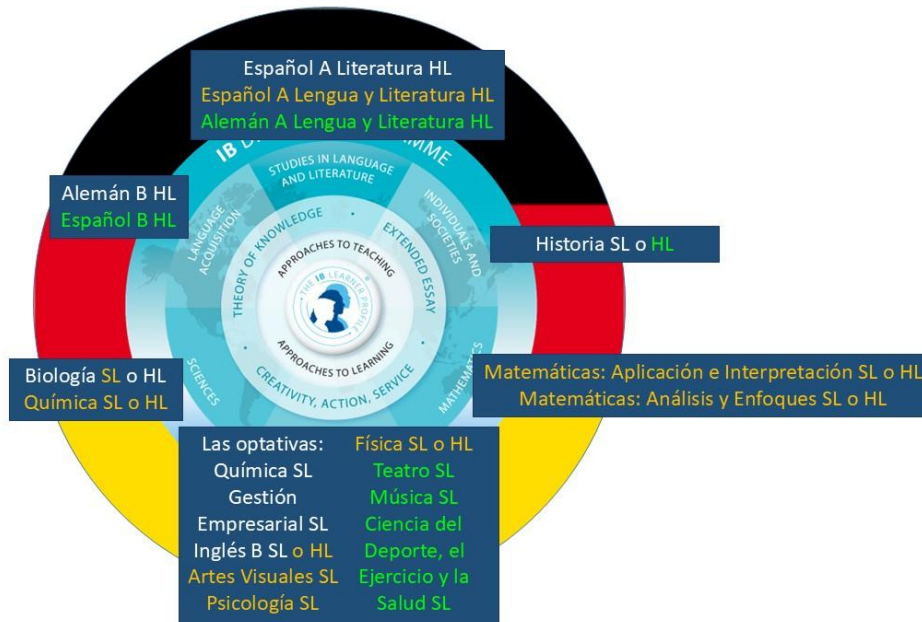 Español A Literatura HL
Español A Lengua y Literatura HL
Alemán A Lengua y Literatura HL
IB
STUDIES IN LANGUAGE
AND LITERATURE
Alemán B HL
Español B HL
LANGUAGE
ACQUISITION
INDIVIDUALS AND
SOCIETIES
Historia SL o HL
THEORY OF KNOWLEDGE
EXTENDED ESSAY
APPROACHES TO TEACHING
THE IB LEARNER PROFILE
APPROACHES TO LEARNING
CREATIVITY, ACTION, SERVICE
SCIENCES
MATHEMATICS
Biología SL o HL
Química SL o HL
Matemáticas: Aplicación e Interpretación SL o HL
Matemáticas: Análisis y Enfoques SL o HL
Las optativas:
Química SL
Gestión
Empresarial SL
Inglés B SL o HL
Artes Visuales SL
Psicología SL
Física SL o HL
Teatro SL
Música SL
Ciencia del
Deporte, el
Ejercicio y la
Salud SL